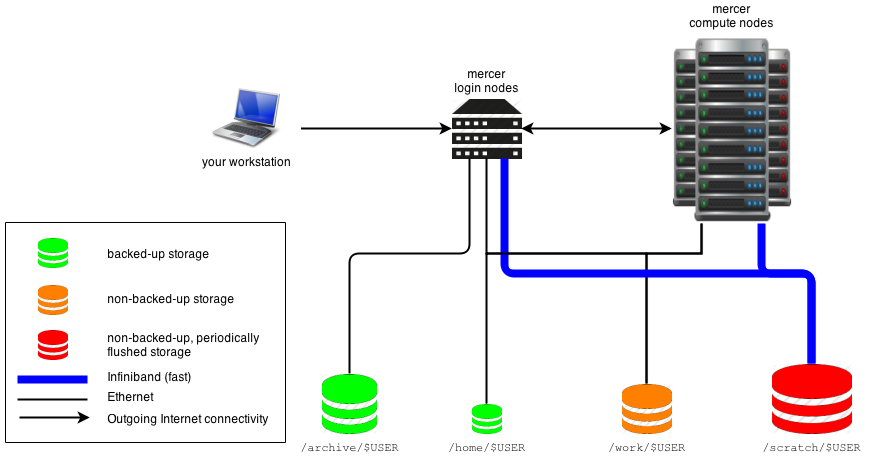 mercer
compute nodes
mercer
login nodes
your workstation
backed-up storage
non-backed-up storage
non-backed-up, periodically
flushed storage
Infiniband (fast)
Ethernet
Outgoing Internet connectivity
/archive/$USER
/home/$USER
/work/$USER
/scratch/$USER